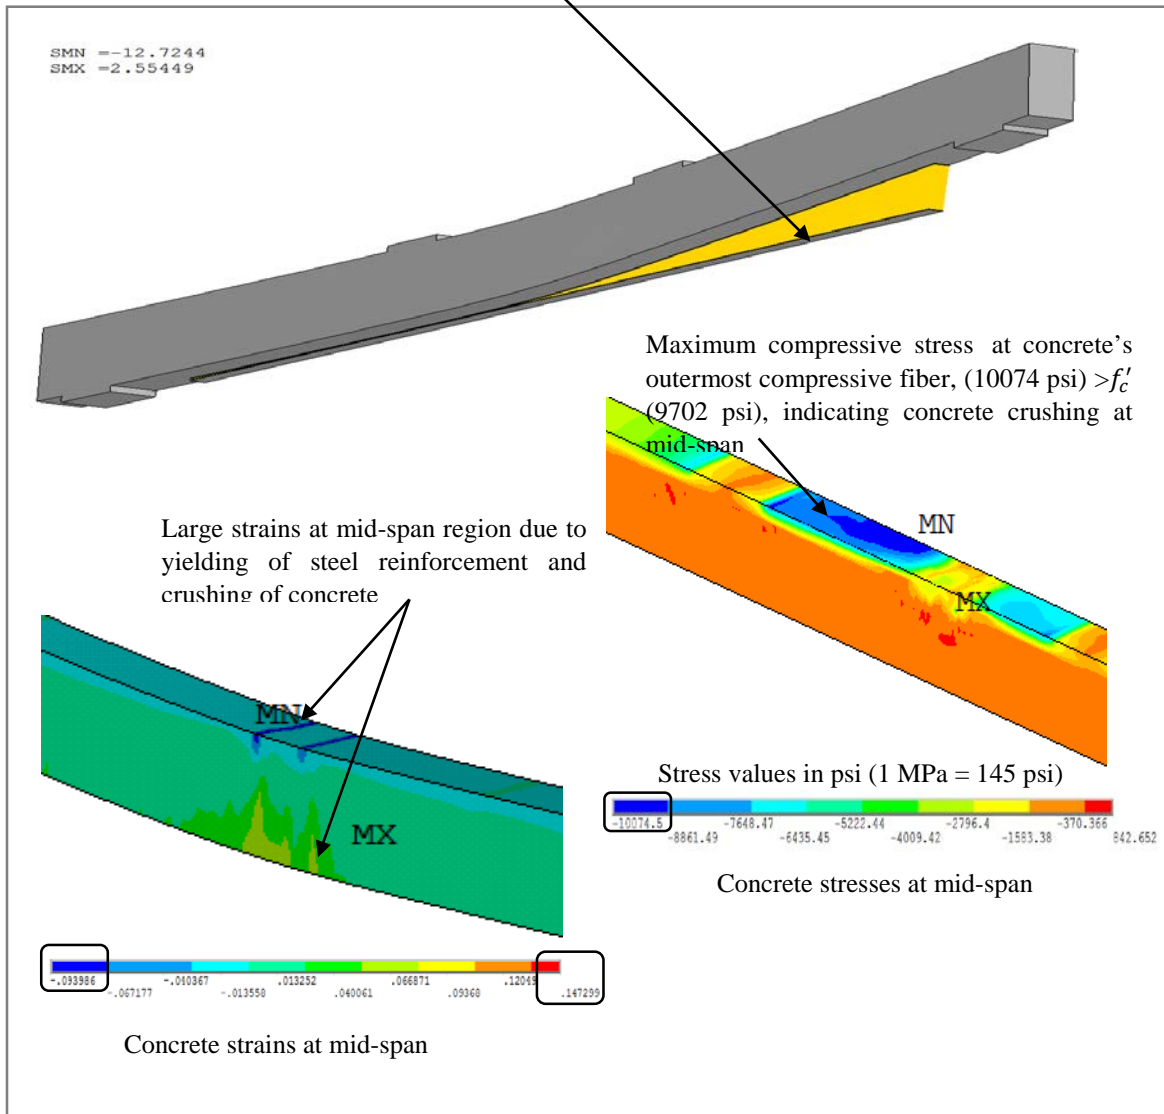 SMN =-12.7244
SMX =2.55449
Maximum compressive stress at concrete's
outermost compressive fiber, (10074 psi) >f′c
(9702 psi), indicating concrete crushing at
mid-span
MN
MX
Large strains at mid-span region due to
yielding of steel reinforcement and
crushing of concrete
MN
MX
Stress values in psi (1 MPa = 145 psi)
-10074.5 -7648.47 -5222.44 -2796.4 -370.366
-8861.49 -6435.45 -4009.42 -1583.38 842.652
Concrete stresses at mid-span
-.093986 -.040367 .013252 .066871 .12049
-.067177 -.013558 .040061 .09368 .147299
Concrete strains at mid-span